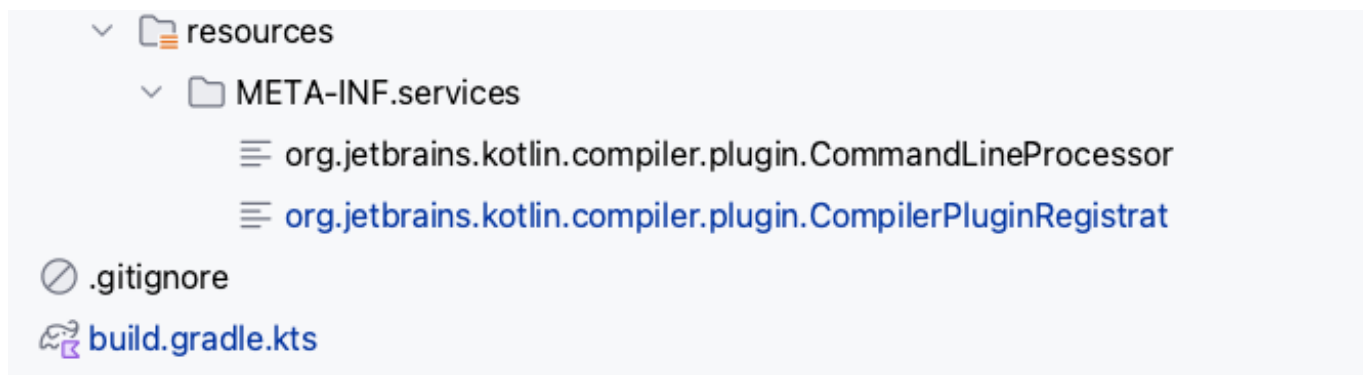 resources
META-INF.services
org.jetbrains.kotlin.compiler.plugin.CommandLineProcessor
org.jetbrains.kotlin.compiler.plugin.CompilerPluginRegistrat
.gitignore
build.gradle.kts